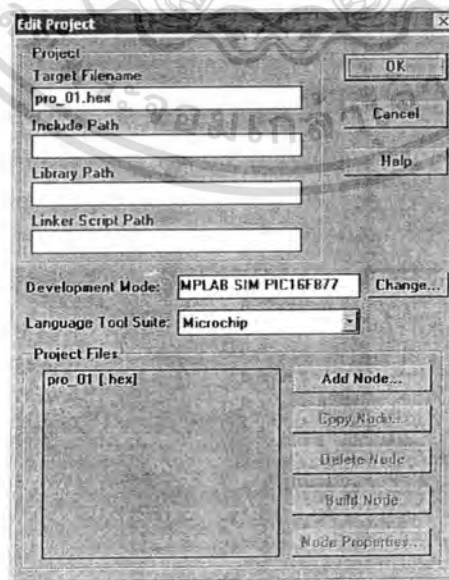 Edit Project
Project
Target Filename
pro_01.hex
Include Path
Library Path
Linker Script Path
OK
Cancel
Help
Development Mode: MPLAB SIM PIC16F877 Change...
Language Tool Suite: Microchip
Project Files
pro_01 [.hex]
Add Node...
Copy Node...
Delete Node
Build Node
Node Properties...